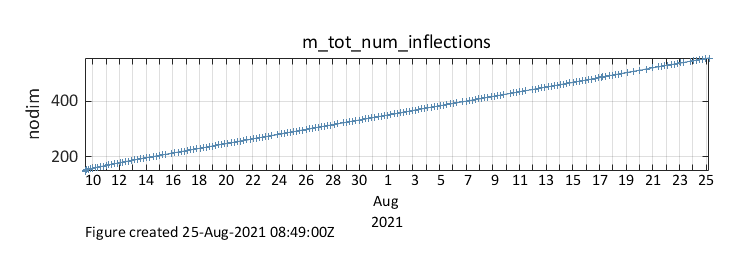 m_tot_num_inflections
nodim
400
200
10 12 14 16 18 20 22 24 26 28 30 1 3 5 7 9 11 13 15 17 19 21 23 25
Aug
2021
Figure created 25-Aug-2021 08:49:00Z